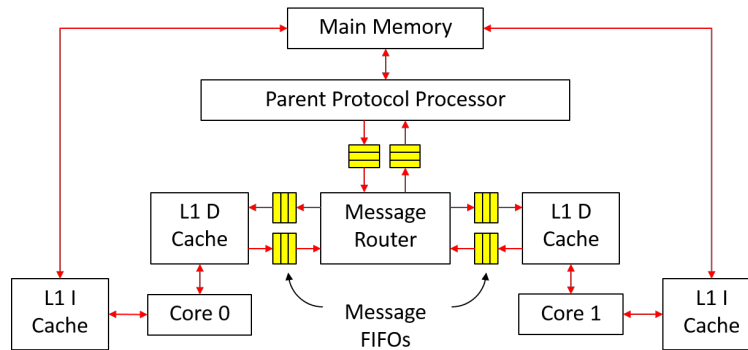 Main Memory
Parent Protocol Processor
L1 D
Cache
Message
Router
L1 D
Cache
L1 I
Cache
Core 0
Message
FIFOs
Core 1
L1 I
Cache